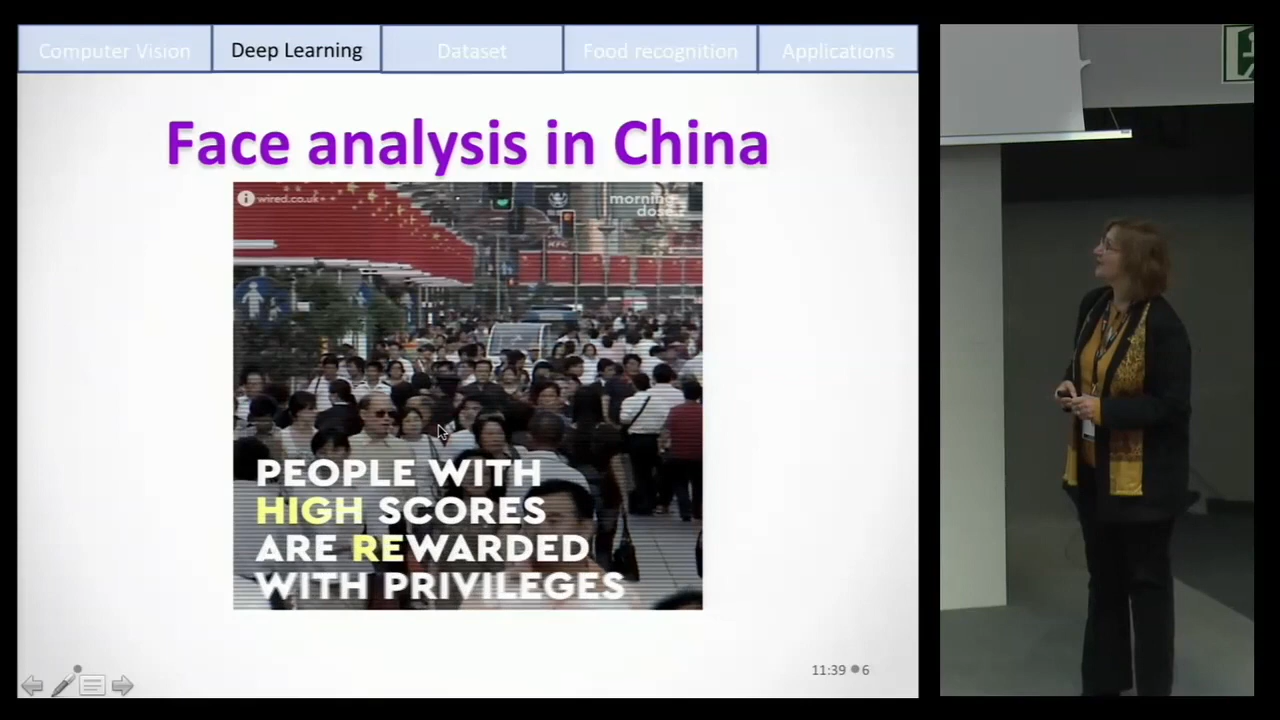 Computer Vision
Deep Learning
Dataset
Food recognition
Applications
Face analysis in China
i wired.co.uk
morning
dose
KFC
PEOPLE WITH
HIGH SCORES
ARE REWARDED
WITH PRIVILEGES
11:39
6